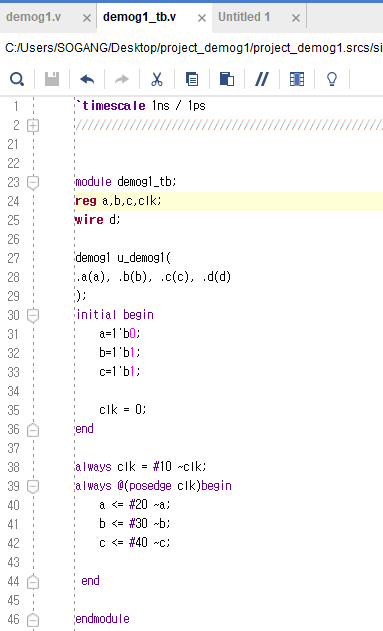 demog1.v × demog1_tb.v × Untitled 1 ×
C:/Users/SOGANG/Desktop/project_demog1/project_demog1.srcs/si
1 `timescale 1ns / 1ps
2 ////////////////////////////////////////////////////////
21
22
23 module demog1_tb;
24 reg a,b,c,clk;
25 wire d;
26
27 demog1 u_demog1(
28 .a(a), .b(b), .c(c), .d(d)
29 );
30 initial begin
31 a=1'b0;
32 b=1'b1;
33 c=1'b1;
34
35 clk = 0;
36 end
37
38 always clk = #10 ~clk;
39 always @(posedge clk)begin
40 a <= #20 ~a;
41 b <= #30 ~b;
42 c <= #40 ~c;
43
44 end
45
46 endmodule